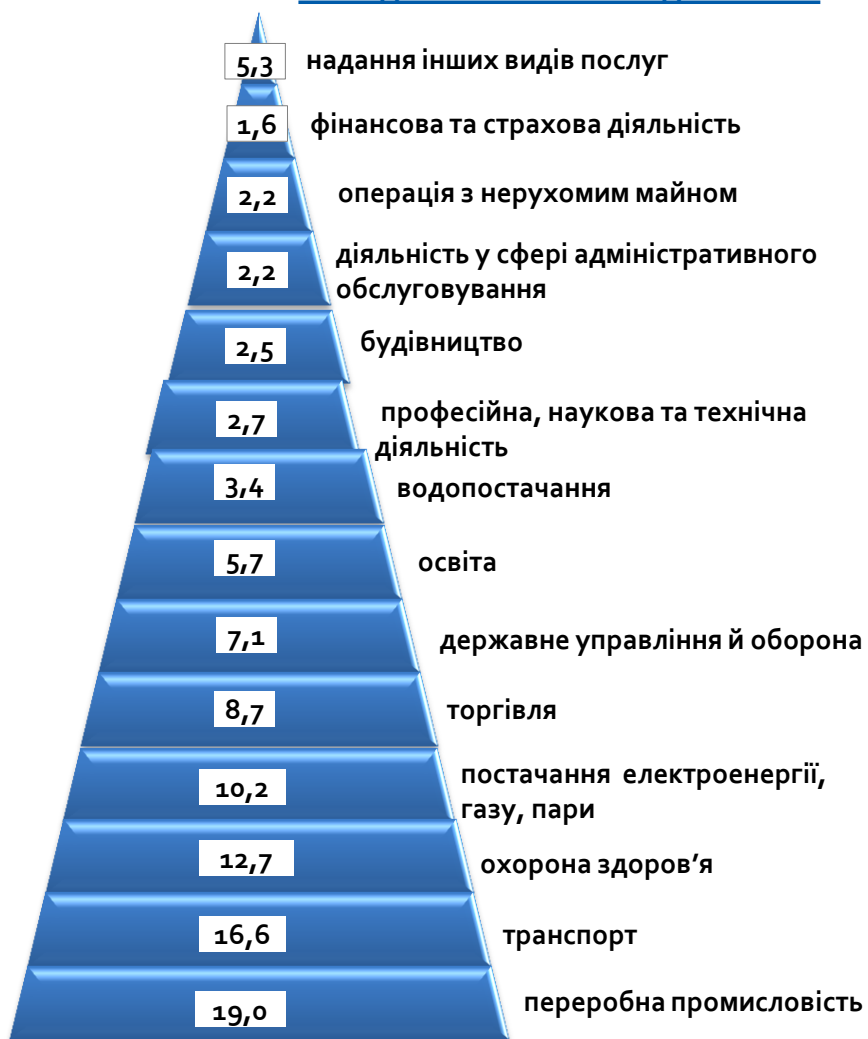 5,3 надання інших видів послуг
1,6 фінансова та страхова діяльність
2,2 операція з нерухомим майном
2,2 діяльність у сфері адміністративного
обслуговування
2,5 будівництво
2,7 професійна, наукова та технічна
діяльність
3,4 водопостачання
5,7 освіта
7,1 державне управління й оборона
8,7 торгівля
10,2 постачання електроенергії,
газу, пари
12,7 охорона здоров’я
16,6 транспорт
19,0 переробна промисловість